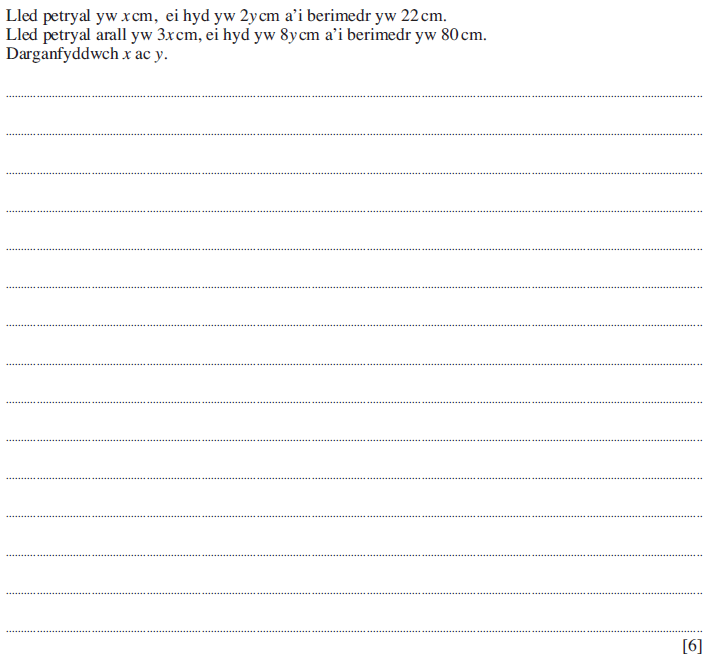 Lled petryal yw x cm, ei hyd yw 2y cm a'i berimedr yw 22 cm.
Lled petryal arall yw 3x cm, ei hyd yw 8y cm a'i berimedr yw 80 cm.
Darganfyddwch x ac y.
[6]